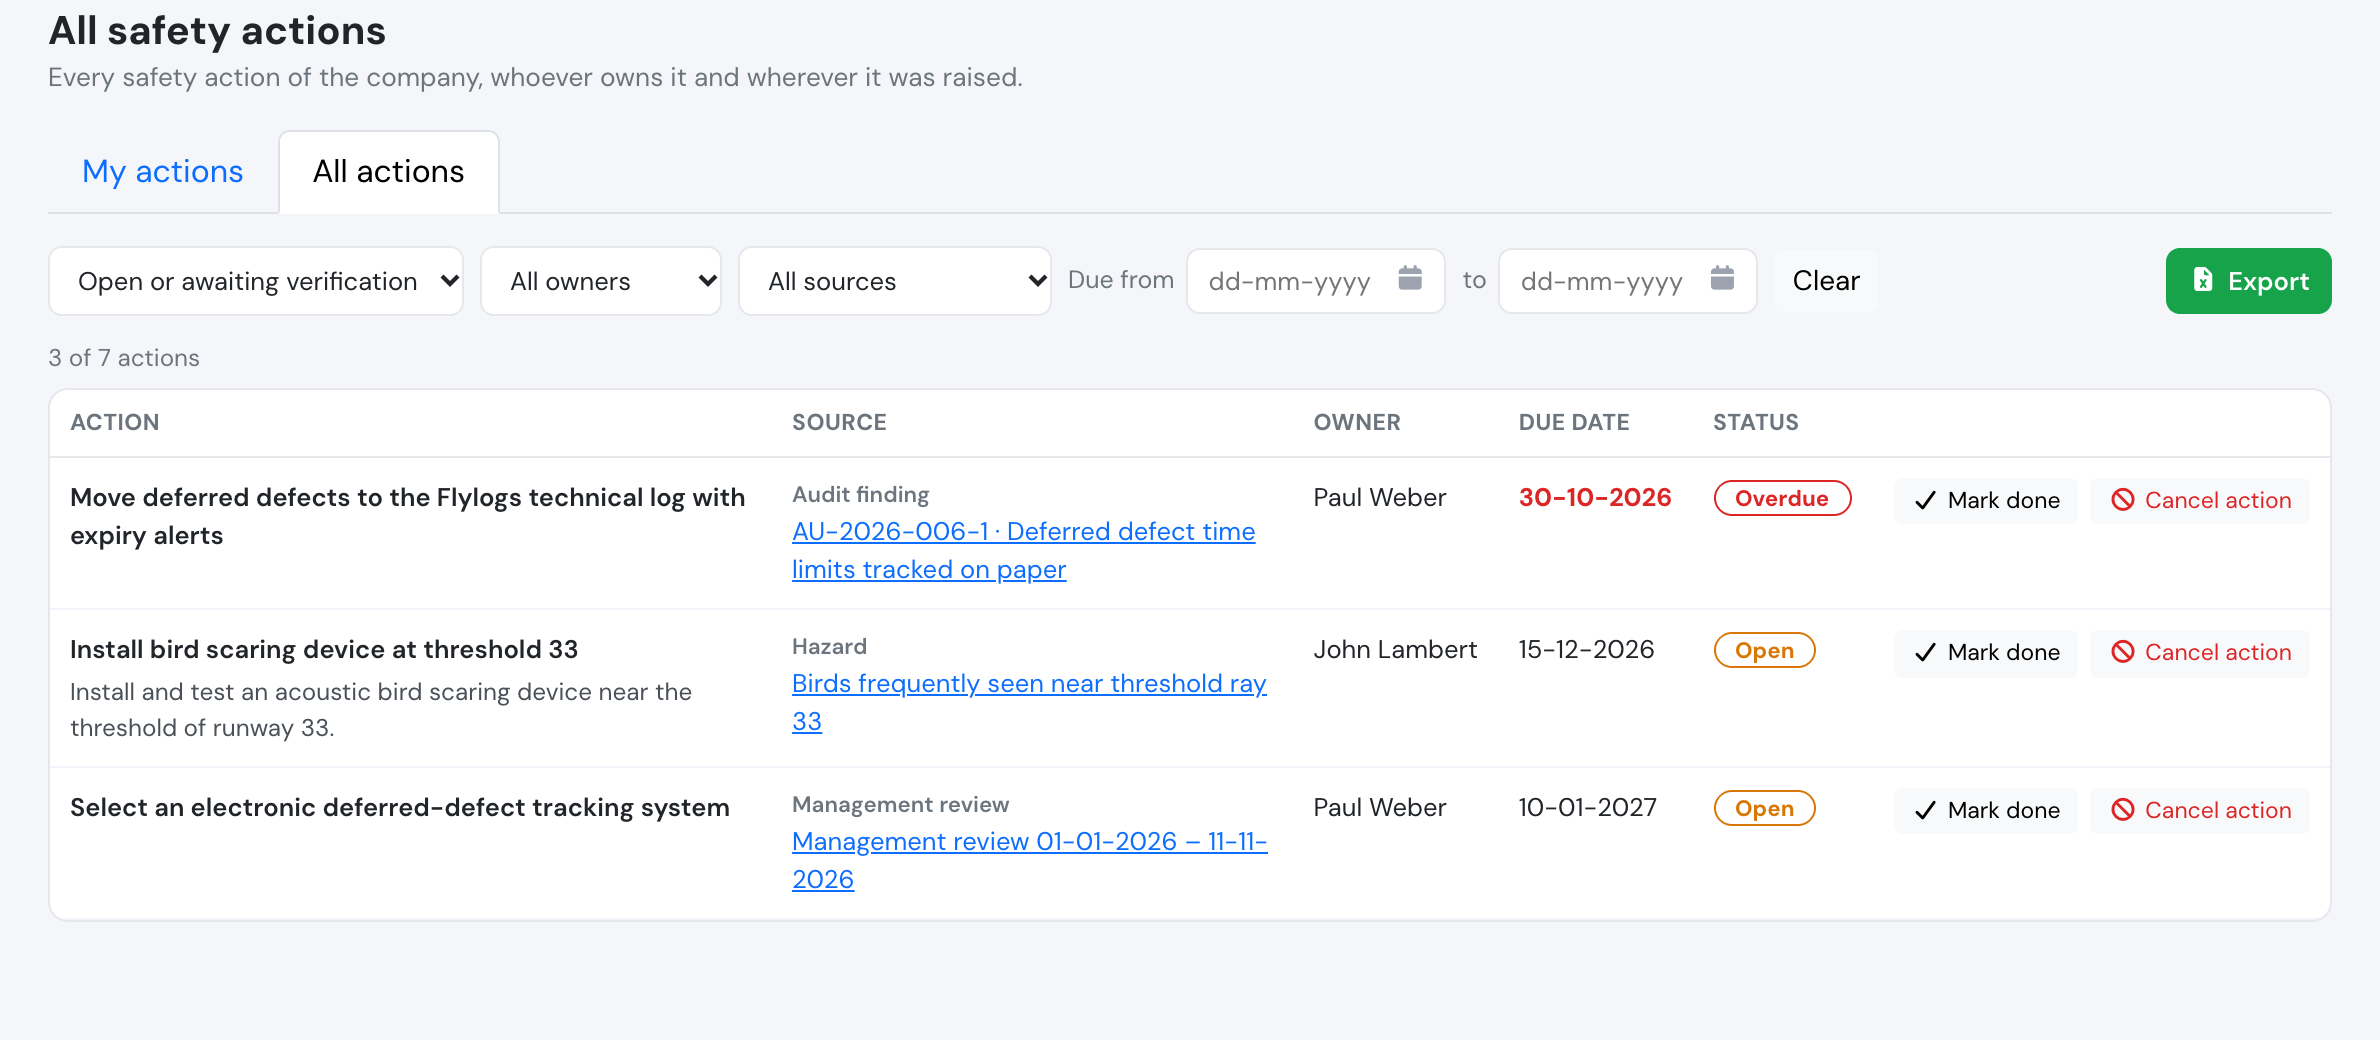 All safety actions
Every safety action of the company, whoever owns it and wherever it was raised.
My actions
All actions
Open or awaiting verification
All owners
All sources
Due from
dd-mm-yyyy
to
dd-mm-yyyy
Clear
Export
3 of 7 actions
ACTION
SOURCE
OWNER
DUE DATE
STATUS
Move deferred defects to the Flylogs technical log with
expiry alerts
Audit finding
AU-2026-006-1 · Deferred defect time
limits tracked on paper
Paul Weber
30-10-2026
Overdue
Mark done
Cancel action
Install bird scaring device at threshold 33
Install and test an acoustic bird scaring device near the
threshold of runway 33.
Hazard
Birds frequently seen near threshold ray
33
John Lambert
15-12-2026
Open
Mark done
Cancel action
Select an electronic deferred-defect tracking system
Management review
Management review 01-01-2026 – 11-11-
2026
Paul Weber
10-01-2027
Open
Mark done
Cancel action